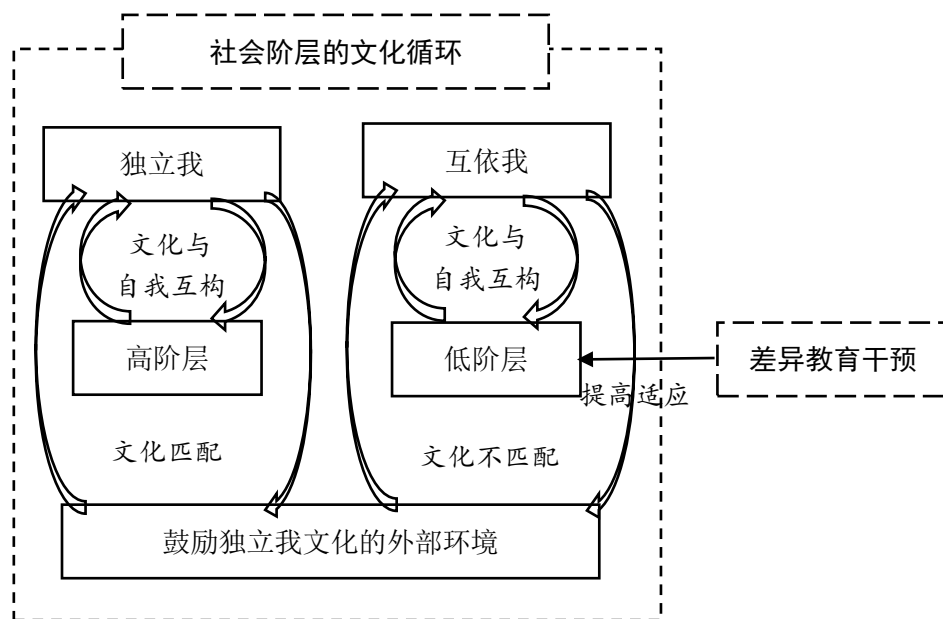 社会阶层的文化循环
独立我
互依我
文化与
自我互构
文化与
自我互构
高阶层
低阶层
差异教育干预
提高适应
文化匹配
文化不匹配
鼓励独立我文化的外部环境